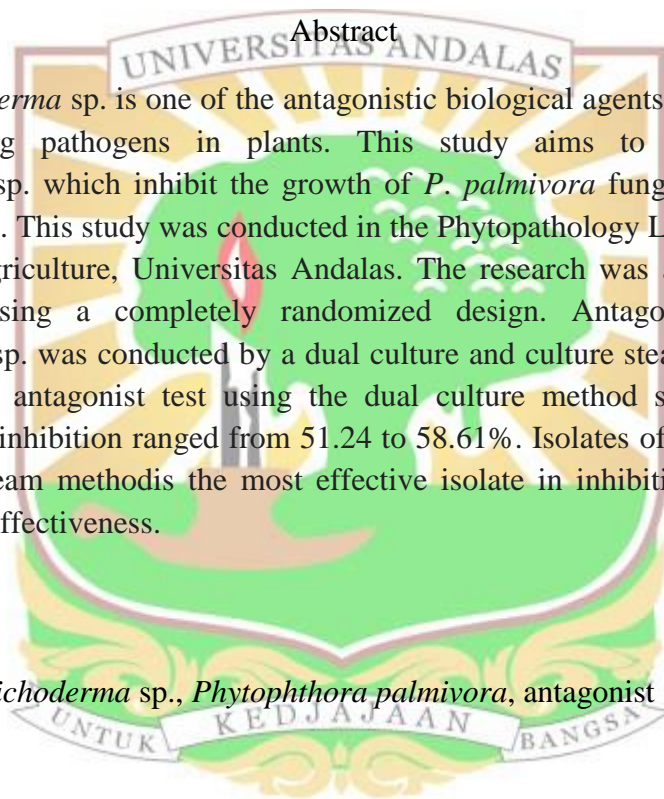 Abstract
UNIVERSITAS ANDALAS
derma sp. is one of the antagonistic biological agents
g pathogens in plants. This study aims to
sp. which inhibit the growth of P. palmivora fung
. This study was conducted in the Phytopathology L
griculture, Universitas Andalas. The research was
sing a completely randomized design. Antago
sp. was conducted by a dual culture and culture stea
antagonist test using the dual culture method s
inhibition ranged from 51.24 to 58.61%. Isolates of
eam methodis the most effective isolate in inhibiti
ffectiveness.
ichoderma sp., Phytophthora palmivora, antagonist
UNTUK KEDJAJAAN BANGSA